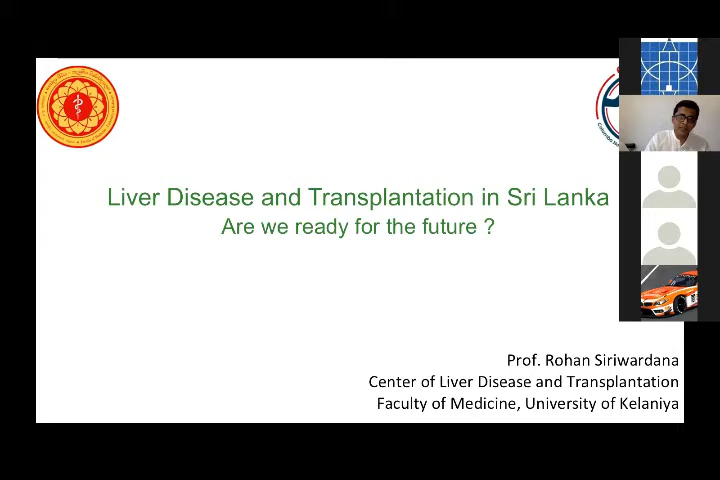 Liver Disease and Transplantation in Sri Lanka
Are we ready for the future ?
Prof. Rohan Siriwardana
Center of Liver Disease and Transplantation
Faculty of Medicine, University of Kelaniya